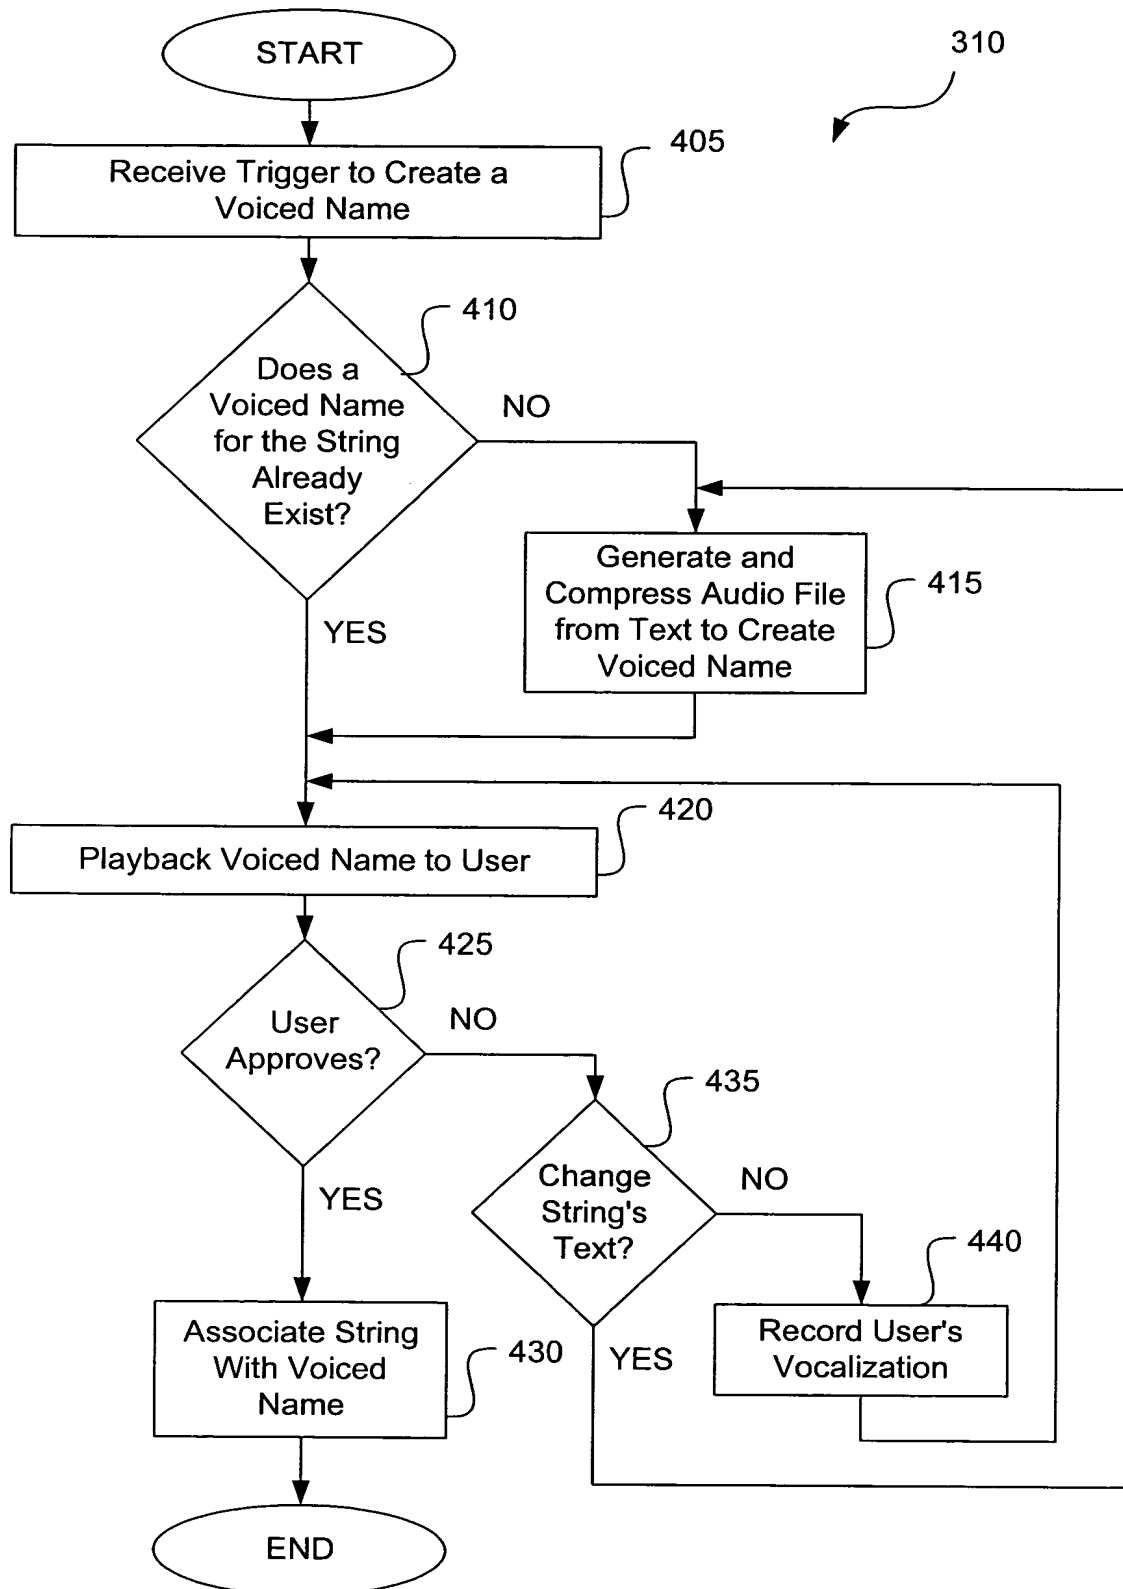 START
310
405
Receive Trigger to Create a
Voiced Name
410
Does a
Voiced Name
for the String
Already
Exist?
NO
YES
Generate and
Compress Audio File
from Text to Create
Voiced Name
415
420
Playback Voiced Name to User
425
User
Approves?
NO
YES
435
Change
String's
Text?
NO
YES
440
Record User's
Vocalization
Associate String
With Voiced
Name
430
END